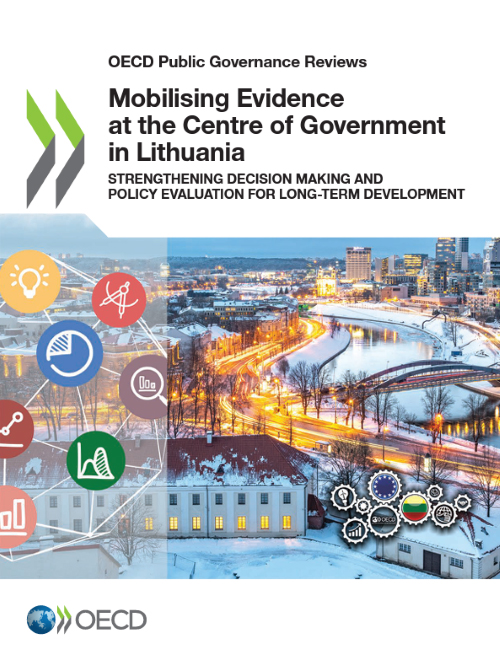 OECD Public Governance Reviews
Mobilising Evidence
at the Centre of Government
in Lithuania
STRENGTHENING DECISION MAKING AND
POLICY EVALUATION FOR LONG-TERM DEVELOPMENT
OECD
OECD